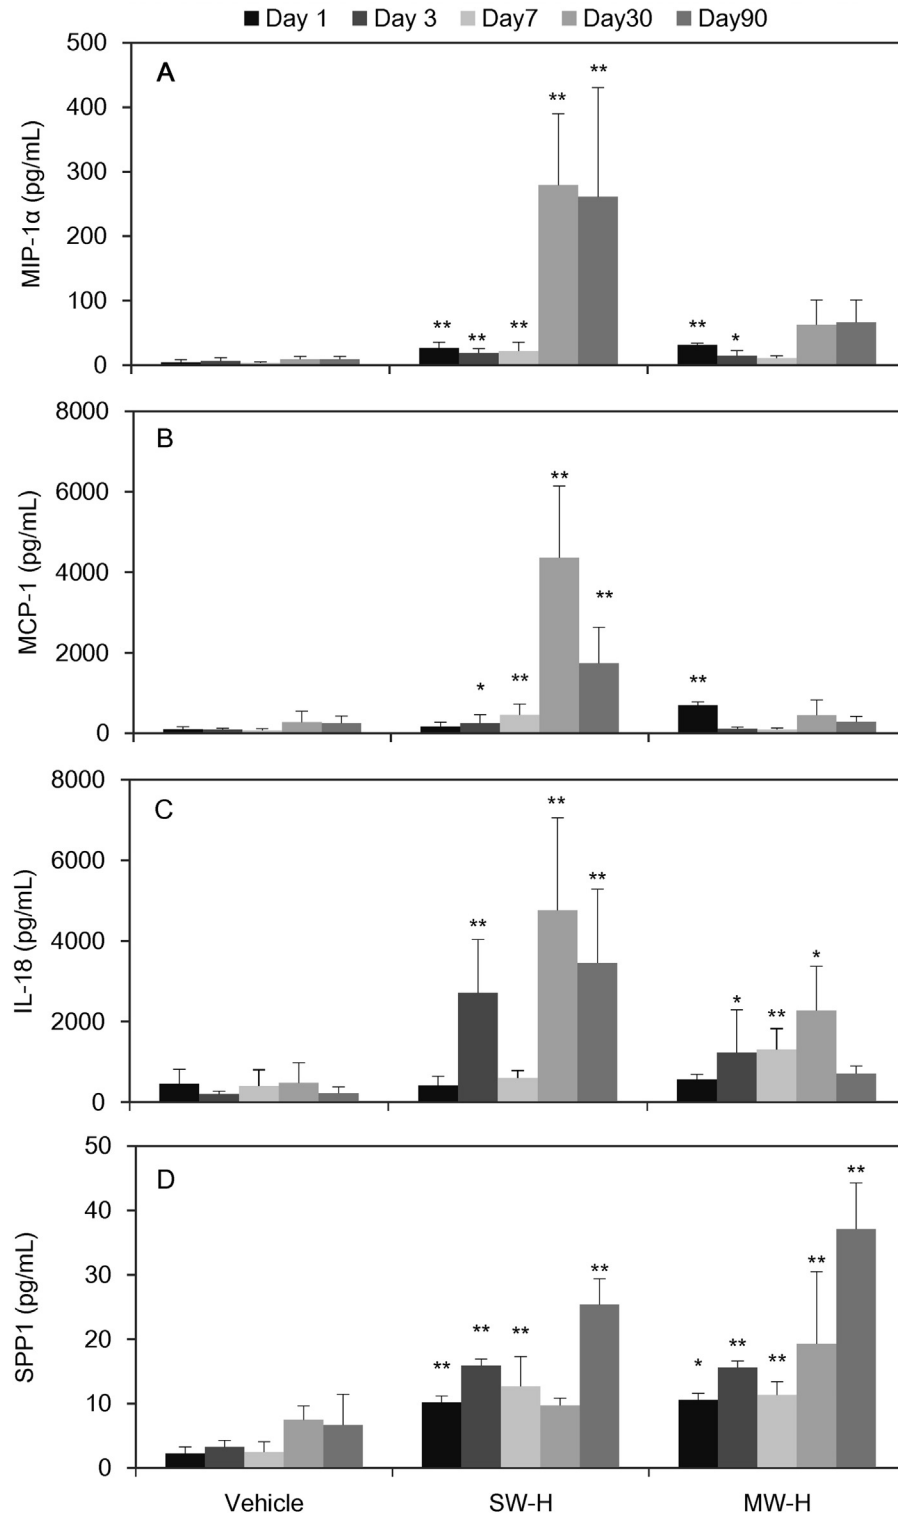 Day 1 Day 3 Day7 Day30 Day90
500
A
** **
400
300
MIP-1α (pg/mL)
200
100
** ** ** ** *
0
8000
B
**
6000
MCP-1 (pg/mL)
4000
**
2000
* ** **
0
8000
C
**
6000
IL-18 (pg/mL)
**
4000
** *
2000
* **
0
50
D
**
40
30
SPP1 (pg/mL)
** **
20
** ** **
** * **
10
0
Vehicle SW-H MW-H